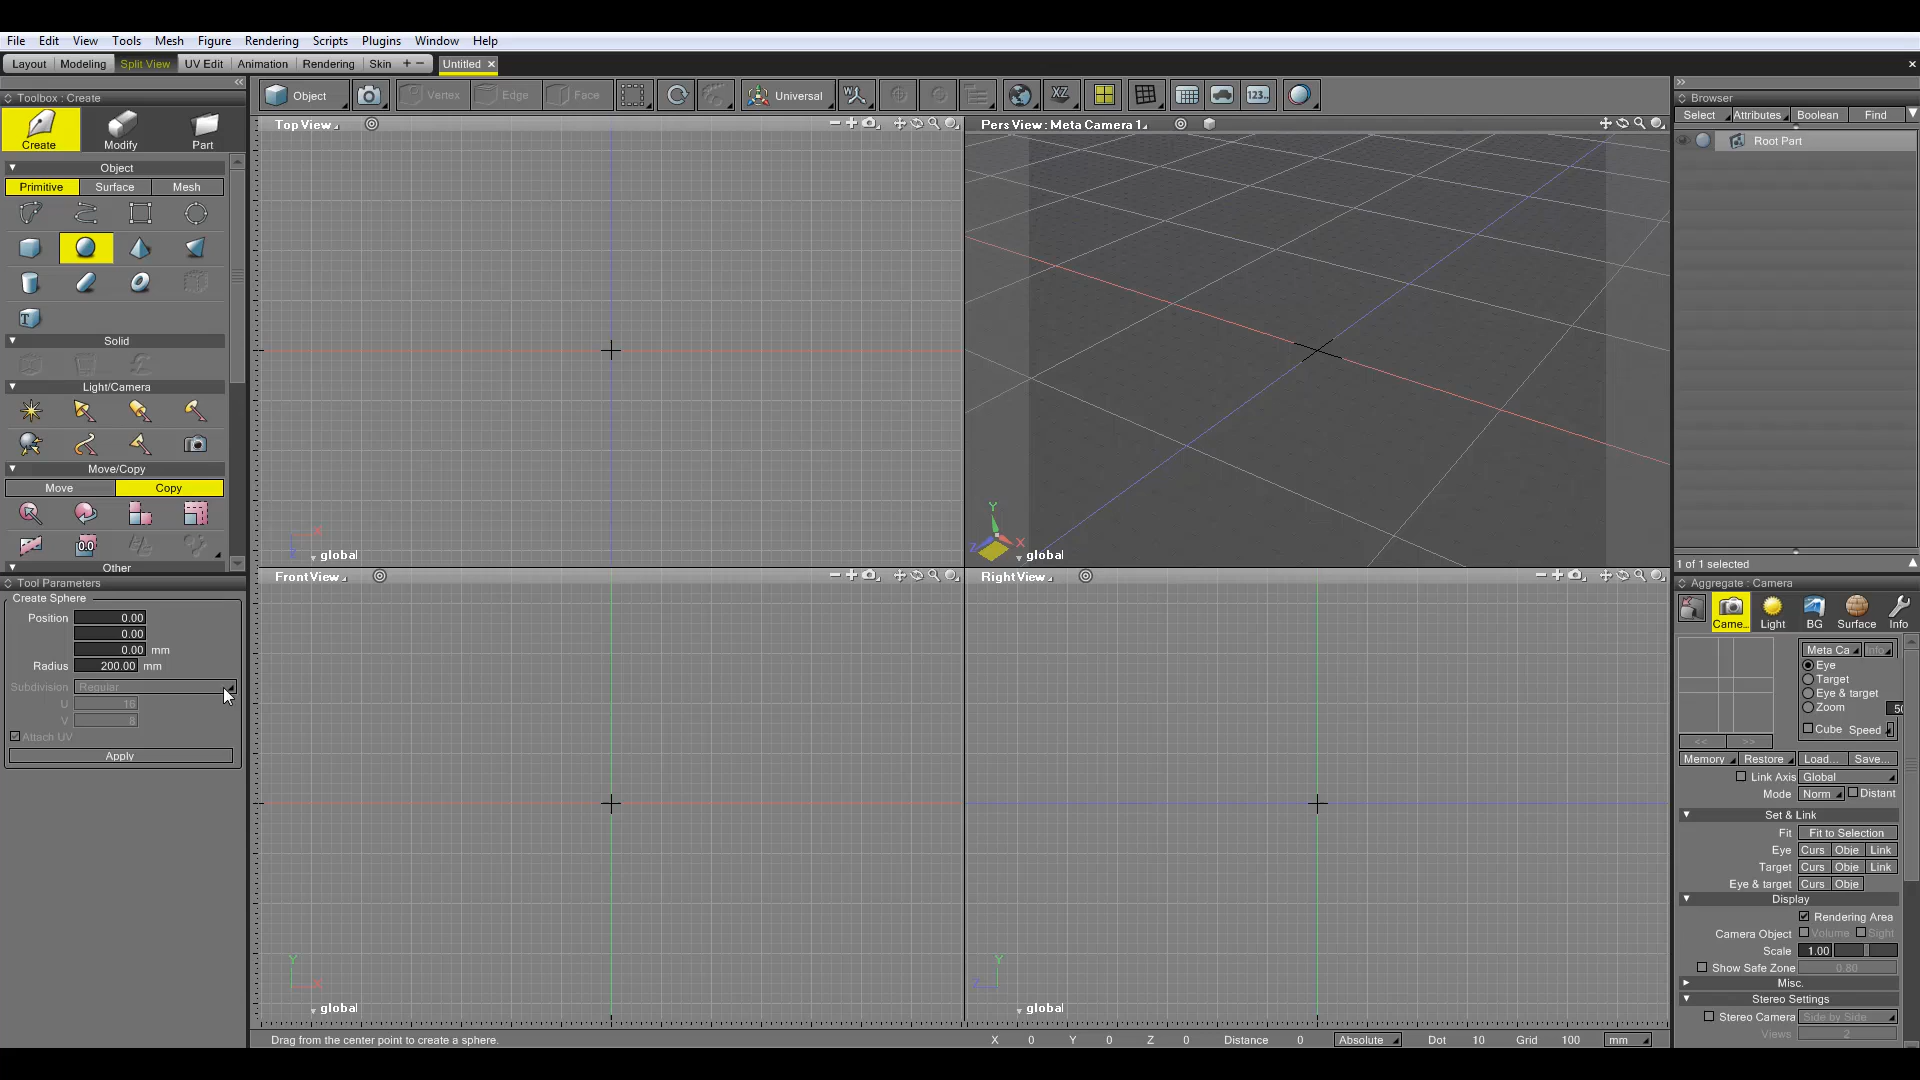 File Edit View Tools Mesh Figure Rendering Scripts Plugins Window Help
Layout Modeling Split View UV Edit Animation Rendering Skin + − Untitled ×
Toolbox : Create
Create Modify Part
Object
Primitive Surface Mesh
Solid
Light/Camera
Move/Copy
Move Copy
0.0
Other
Tool Parameters
Create Sphere
Position 0.00
0.00
0.00 mm
Radius 200.00 mm
Subdivision Regular
U 16
V 8
Attach UV
Apply
Object Vertex Edge Face Universal XZ 123..
Top View
X
global
Pers View : Meta Camera 1
Y
Z X
global
Front View
Y
X
global
Right View
Y
Z
global
Drag from the center point to create a sphere.
X 0 Y 0 Z 0 Distance 0 Absolute Dot 10 Grid 100 mm
Browser
Select Attributes Boolean Find
Root Part
1 of 1 selected
Aggregate : Camera
Came... Light BG Surface Info
Meta Ca Info
Eye
Target
Eye & target
Zoom 50
Cube Speed
<< >>
Memory Restore Load... Save...
Link Axis Global
Mode Norm Distant
Set & Link
Fit Fit to Selection
Eye Curs Obje Link
Target Curs Obje Link
Eye & target Curs Obje
Display
Rendering Area
Camera Object Volume Sight
Scale 1.00
Show Safe Zone 0.80
Misc.
Stereo Settings
Stereo Camera Side by Side
Views 2